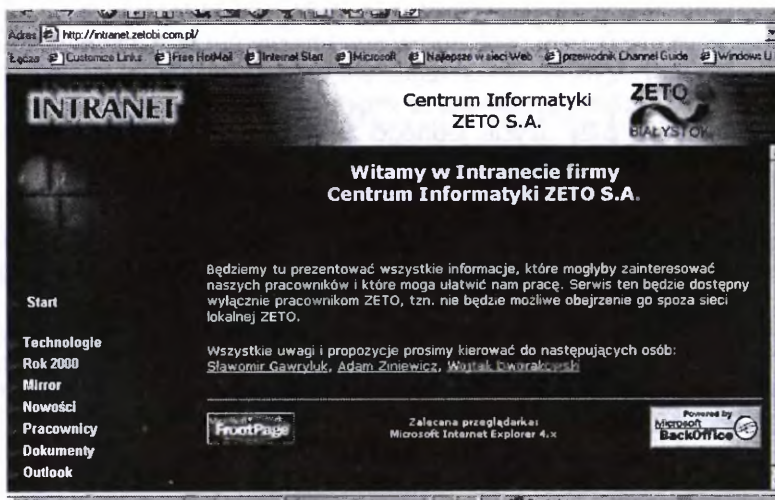 Adres http://intranet.zetobi.com.pl/
Łącza Customize Links Free HotMail Internet Start Microsoft Najlepsze w sieci Web przewodnik Channel Guide Windows U
INTRANET
Centrum Informatyki
ZETO S.A.
ZETO
BIAŁYSTOK
Witamy w Intranecie firmy
Centrum Informatyki ZETO S.A.
Będziemy tu prezentować wszystkie informacje, które mogłyby zainteresować
naszych pracowników i które moga ułatwić nam pracę. Serwis ten będzie dostępny
wyłącznie pracownikom ZETO, tzn. nie będzie możliwe obejrzenie go spoza sieci
lokalnej ZETO.
Wszystkie uwagi i propozycje prosimy kierować do następujących osób:
Sławomir Gawryluk, Adam Ziniewicz,
Start
Technologie
Rok 2000
Mirror
Nowości
Pracownicy
Dokumenty
Outlook
FrontPage
Zalecana przeglądarka:
Microsoft Internet Explorer 4.x
Powered by
Microsoft
BackOffice